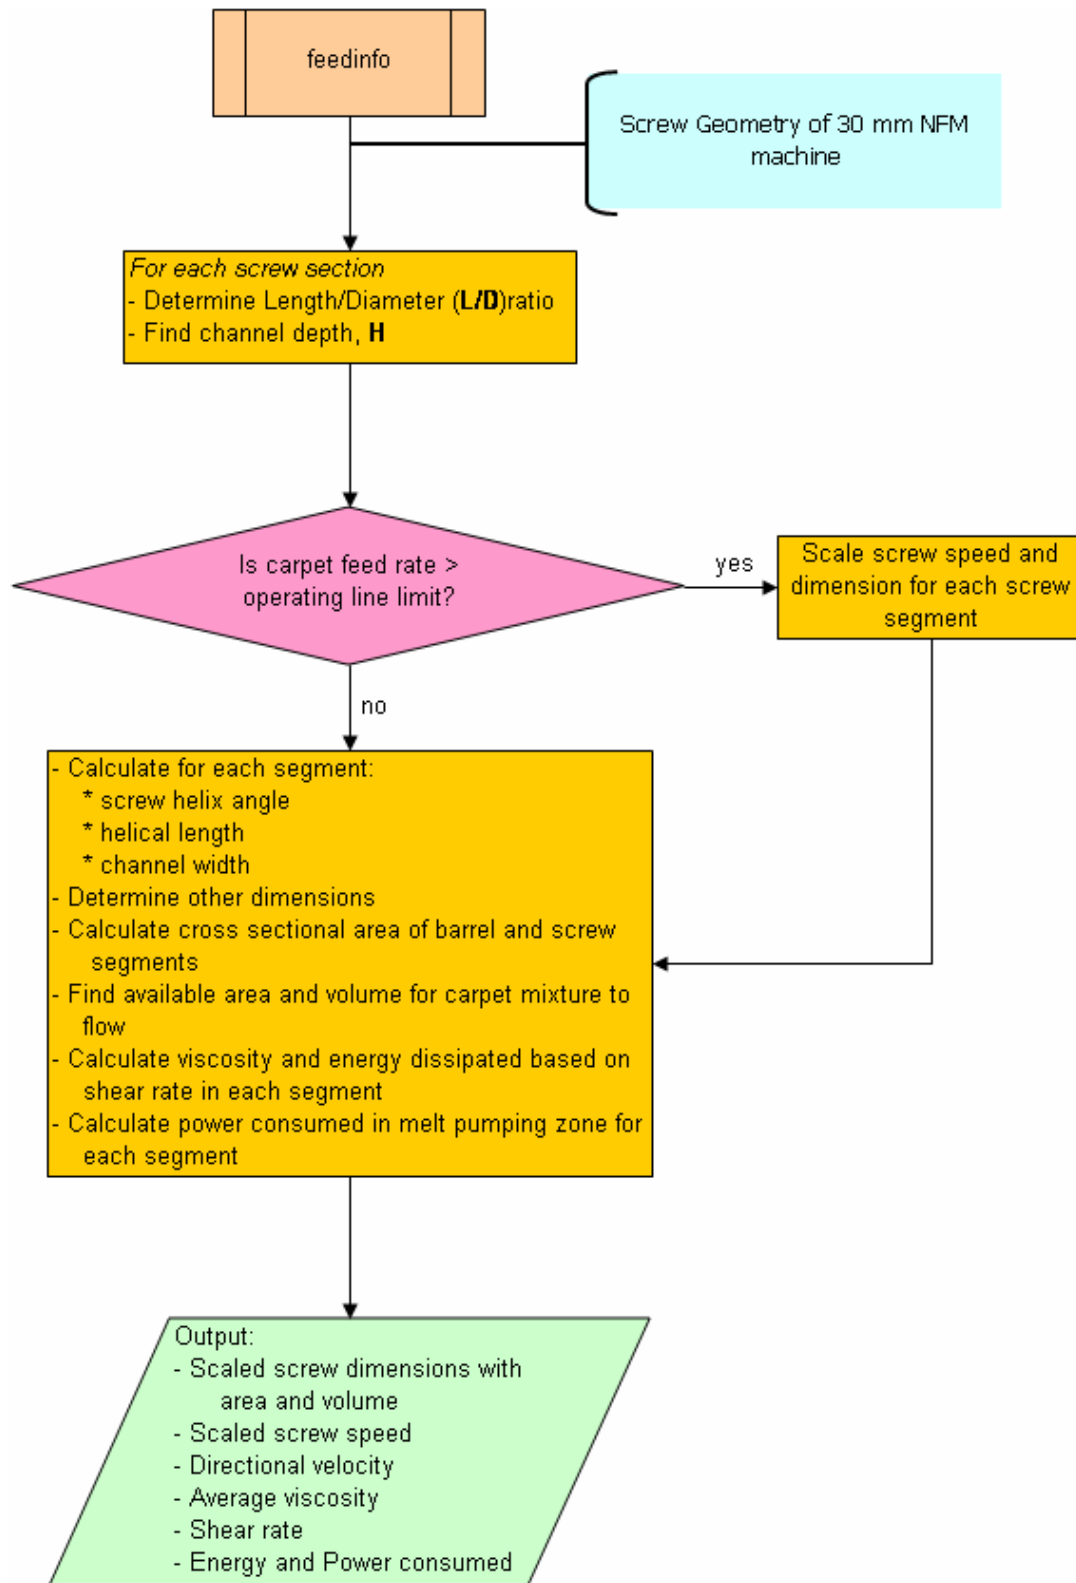 feedinfo
Screw Geometry of 30 mm NFM
machine
For each screw section
- Determine Length/Diameter (L/D)ratio
- Find channel depth, H
Is carpet feed rate >
operating line limit?
yes
Scale screw speed and
dimension for each screw
segment
no
- Calculate for each segment:
* screw helix angle
* helical length
* channel width
- Determine other dimensions
- Calculate cross sectional area of barrel and screw
segments
- Find available area and volume for carpet mixture to
flow
- Calculate viscosity and energy dissipated based on
shear rate in each segment
- Calculate power consumed in melt pumping zone for
each segment
Output:
- Scaled screw dimensions with
area and volume
- Scaled screw speed
- Directional velocity
- Average viscosity
- Shear rate
- Energy and Power consumed